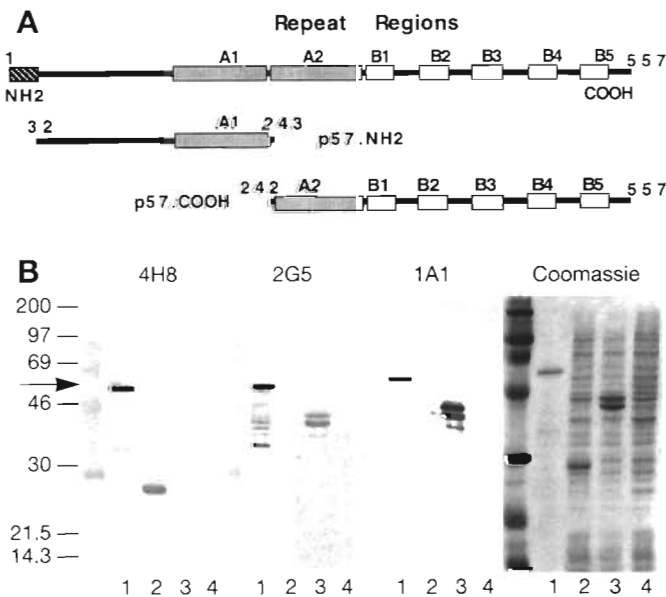 A
Repeat Regions
1 A1 A2 B1 B2 B3 B4 B5 557
NH2 COOH
32 A1 243 p57.NH2
p57.COOH 242 A2 B1 B2 B3 B4 B5 557
B
4H8 2G5 1A1 Coomassie
200
97
69
46
30
21.5
14.3
1 2 3 4 1 2 3 4 1 2 3 4 1 2 3 4